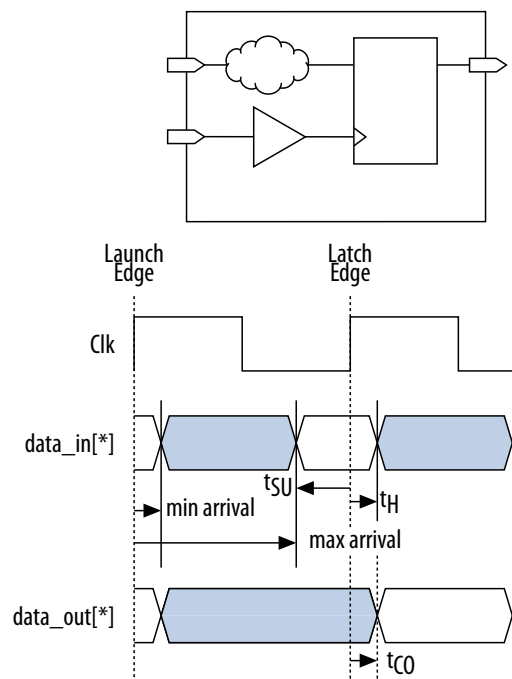 Launch
Edge
Latch
Edge
Clk
data_in[*]
tSU
tH
min arrival
max arrival
data_out[*]
tCO